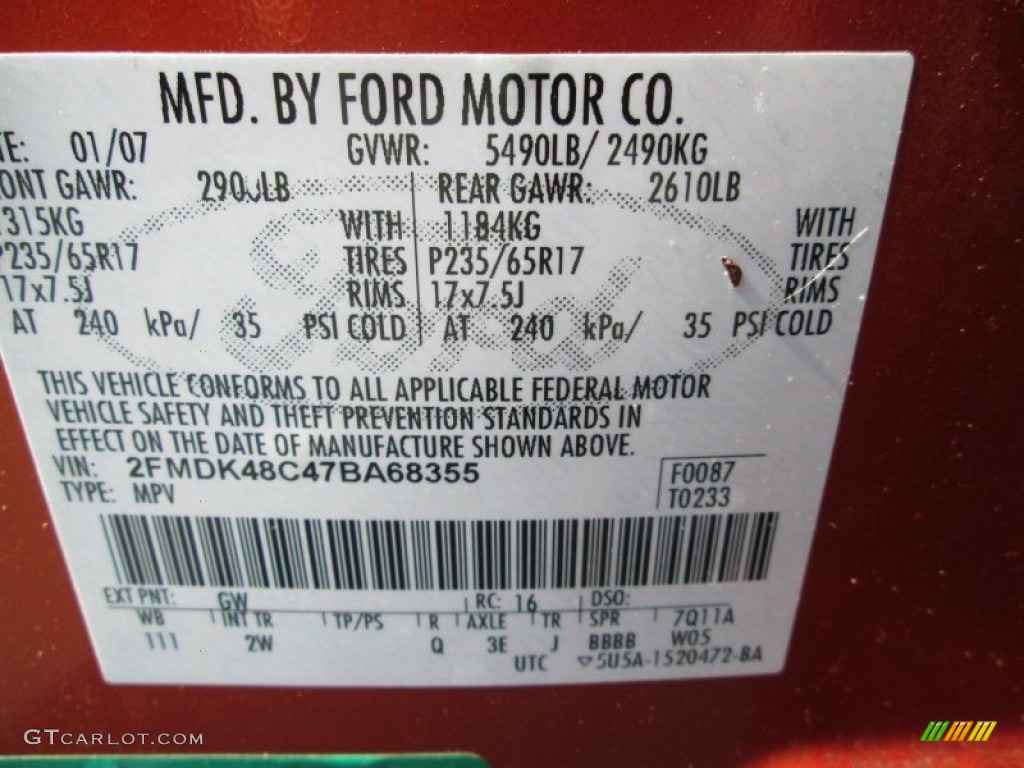 MFD. BY FORD MOTOR CO.
TE: 01/07 GVWR: 5490LB/ 2490KG
ONT GAWR: 2900LB REAR GAWR: 2610LB
1315KG WITH 1184KG WITH
P235/65R17 TIRES P235/65R17 TIRES
17x7.5J RIMS 17x7.5J RIMS
AT 240 kPa/ 35 PSI COLD AT 240 kPa/ 35 PSI COLD
Ford
THIS VEHICLE CONFORMS TO ALL APPLICABLE FEDERAL MOTOR
VEHICLE SAFETY AND THEFT PREVENTION STANDARDS IN
EFFECT ON THE DATE OF MANUFACTURE SHOWN ABOVE.
VIN: 2FMDK48C47BA68355 F0087
TYPE: MPV T0233
EXT PNT: GW RC: 16 DSO:
WB INT TR TP/PS R AXLE TR SPR 7Q11A
111 2W Q 3E J BBBB W05
UTC ▽5U5A-1520472-BA
GTCARLOT.COM